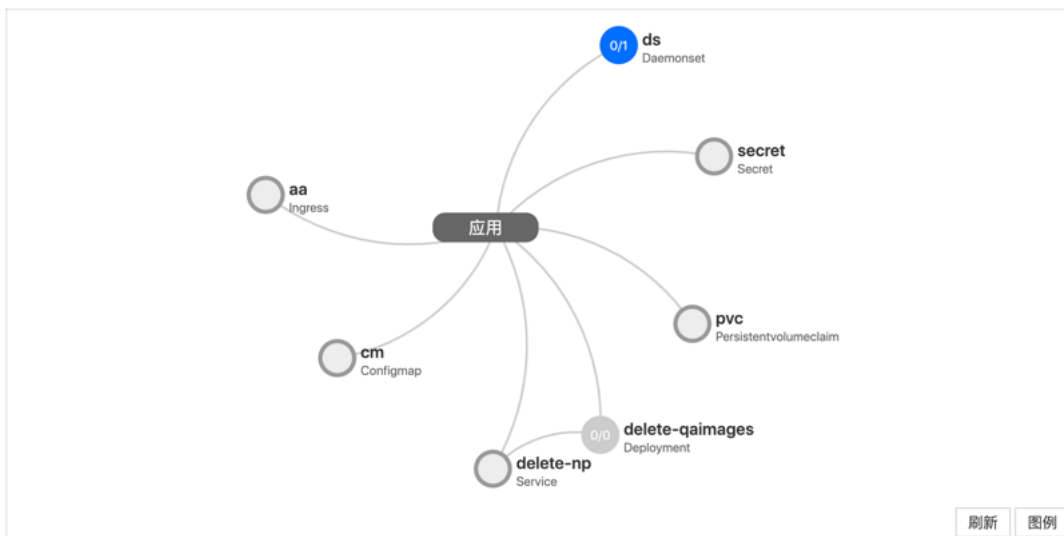 0/1
ds
Daemonset
secret
Secret
aa
Ingress
应用
pvc
Persistentvolumeclaim
cm
Configmap
0/0
delete-qaimages
Deployment
delete-np
Service
刷新
图例